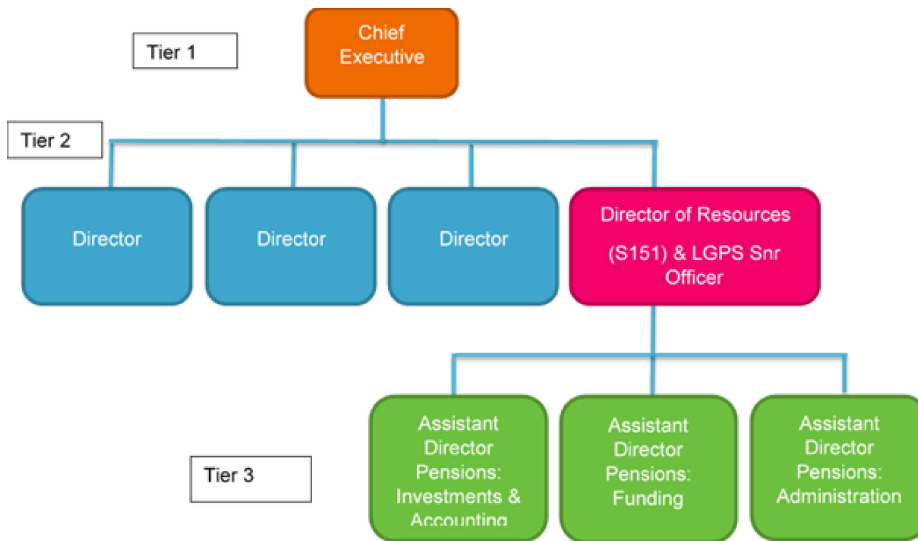 Tier 1
Chief
Executive
Tier 2
Director
Director
Director
Director of Resources
(S151) & LGPS Snr
Officer
Tier 3
Assistant
Director
Pensions:
Investments &
Accounting
Assistant
Director
Pensions:
Funding
Assistant
Director
Pensions:
Administration